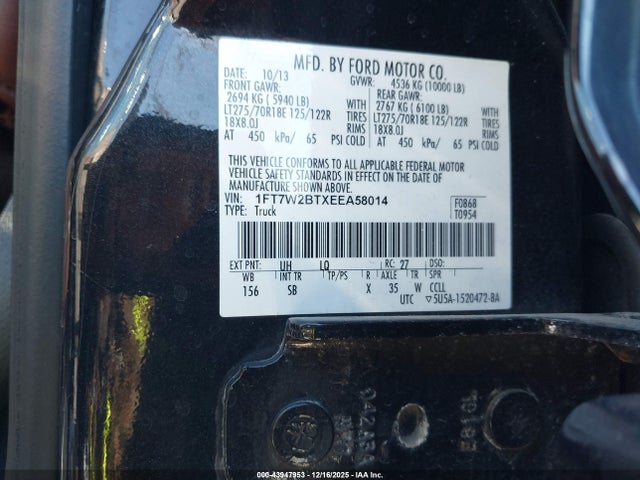 MFD. BY FORD MOTOR CO.
DATE: 10/13 GVWR: 4536 KG (10000 LB)
FRONT GAWR: REAR GAWR:
2694 KG ( 5940 LB) 2767 KG ( 6100 LB)
LT275/70R18E 125/122R TIRES LT275/70R18E 125/122R TIRES
18X8.0J RIMS 18X8.0J RIMS
AT 450 kPa/ 65 PSI COLD AT 450 kPa/ 65 PSI COLD
THIS VEHICLE CONFORMS TO ALL APPLICABLE FEDERAL MOTOR
VEHICLE SAFETY STANDARDS IN EFFECT ON THE DATE OF
MANUFACTURE SHOWN ABOVE.
VIN: 1FT7W2BTXEEA58014 F0868
TYPE: Truck T0954
EXT PNT: UH LQ RC: 27 DSO:
WB INT TR TP/PS R AXLE TR SPR
156 SB X 35 W CCLL
UTC ▽5U5A-1520472-BA
000-43947953 - 12/16/2025 - IAAI.CA